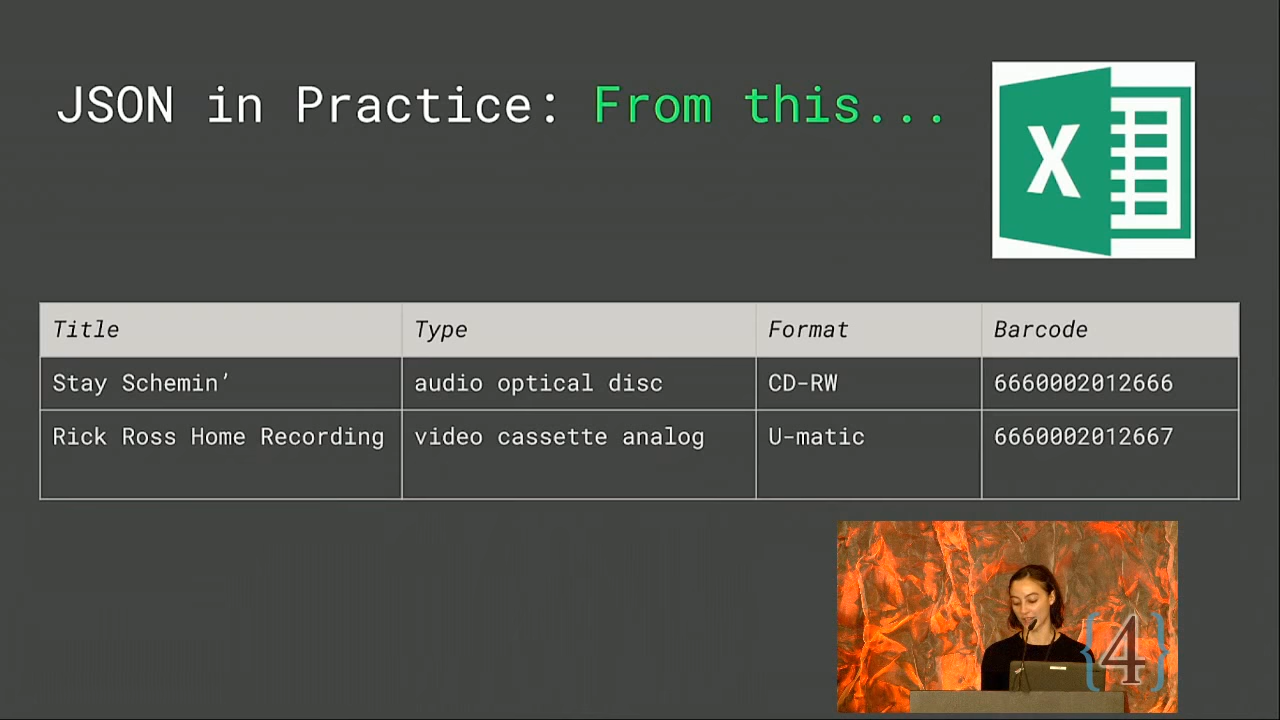 JSON in Practice: From this...
X
Title Type Format Barcode
Stay Schemin’ audio optical disc CD-RW 6660002012666
Rick Ross Home Recording video cassette analog U-matic 6660002012667
{4}